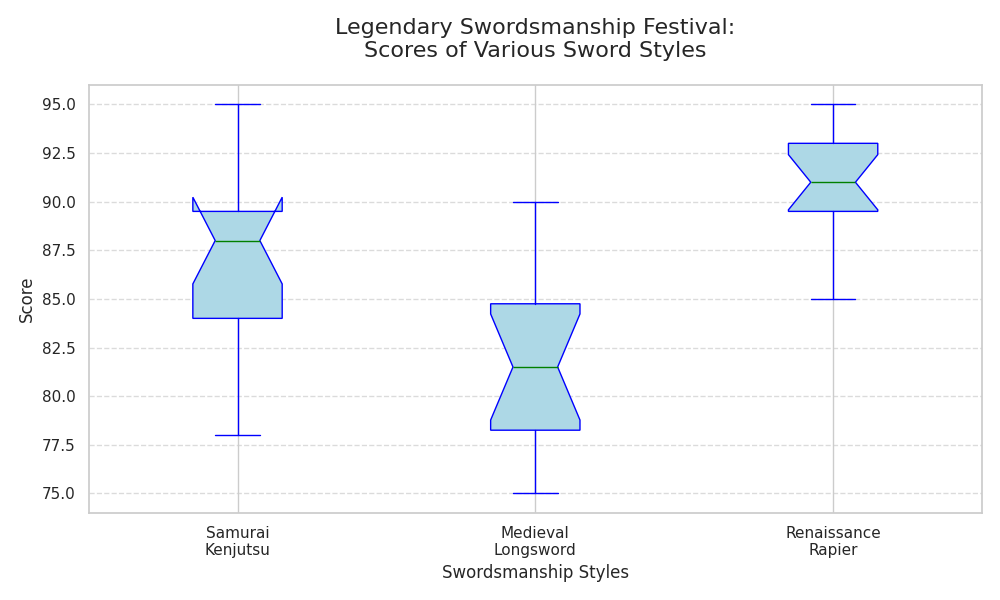 Legendary Swordsmanship Festival:
Scores of Various Sword Styles
Score
95.0
92.5
90.0
87.5
85.0
82.5
80.0
77.5
75.0
Samurai
Kenjutsu
Medieval
Longsword
Renaissance
Rapier
Swordsmanship Styles